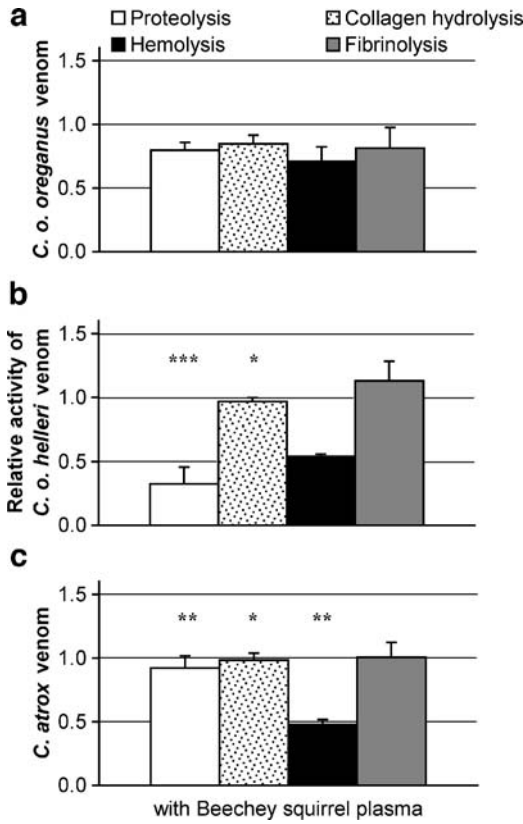 a
Proteolysis Collagen hydrolysis
Hemolysis Fibrinolysis
C. o. oreganus venom
1.5
1.0
0.5
0.0
b
Relative activity of
C. o. helleri venom
1.5
1.0
0.5
0.0
*** *
c
C. atrox venom
1.5
1.0
0.5
0.0
** * **
with Beechey squirrel plasma